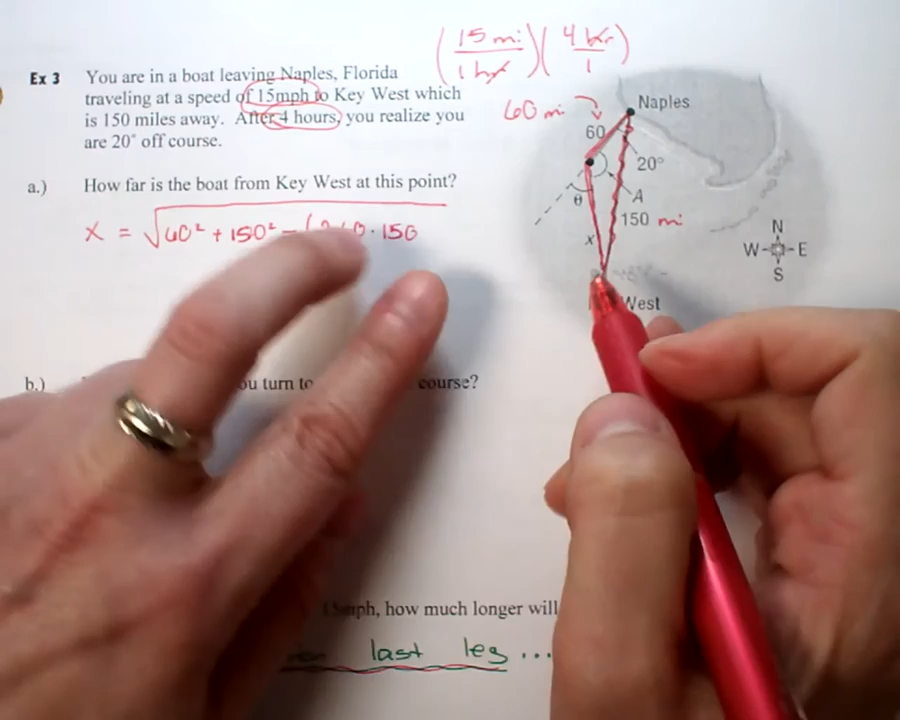 (15 mi / 1 hr)(4 hr / 1)
Ex 3 You are in a boat leaving Naples, Florida
traveling at a speed of 15mph to Key West which
is 150 miles away. After 4 hours, you realize you
are 20° off course.
60 mi
Naples
60
20°
θ
A
150 mi
x
N
W E
S
West
a.) How far is the boat from Key West at this point?
x = √60² + 150² - (2·60·150
b.) ou turn to course?
15mph, how much longer will
last leg ...